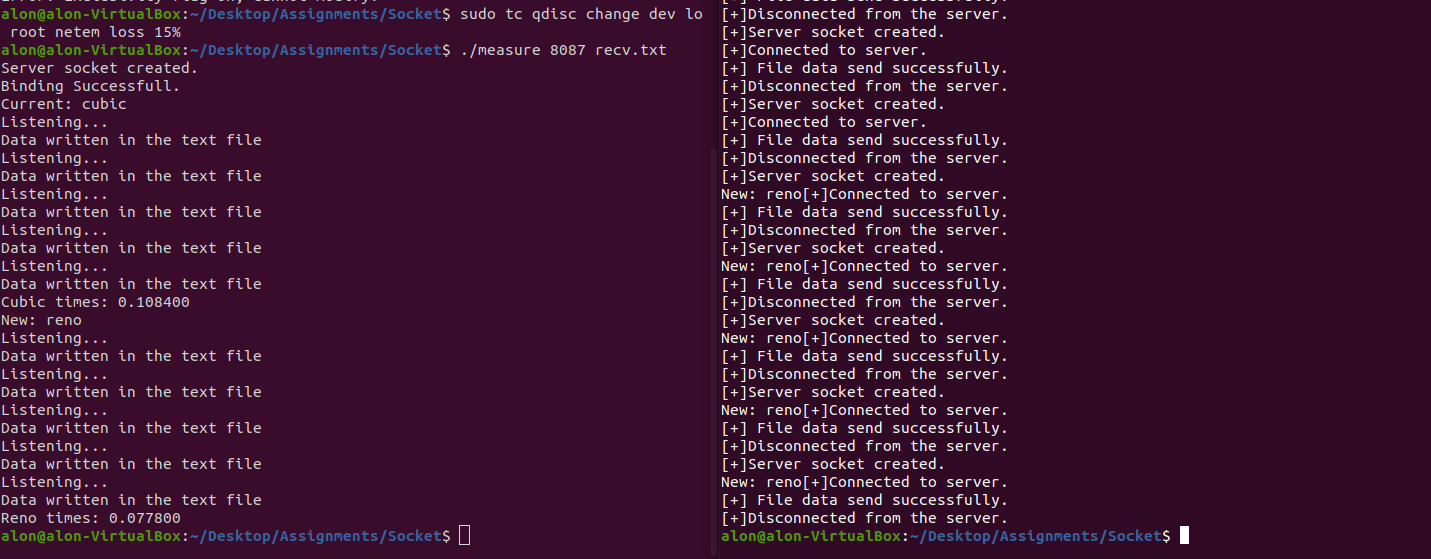 alon@alon-VirtualBox:~/Desktop/Assignments/Socket$ sudo tc qdisc change dev lo
 root netem loss 15%
alon@alon-VirtualBox:~/Desktop/Assignments/Socket$ ./measure 8087 recv.txt
Server socket created.
Binding Successfull.
Current: cubic
Listening...
Data written in the text file
Listening...
Data written in the text file
Listening...
Data written in the text file
Listening...
Data written in the text file
Listening...
Data written in the text file
Cubic times: 0.108400
New: reno
Listening...
Data written in the text file
Listening...
Data written in the text file
Listening...
Data written in the text file
Listening...
Data written in the text file
Listening...
Data written in the text file
Reno times: 0.077800
alon@alon-VirtualBox:~/Desktop/Assignments/Socket$
[+]Disconnected from the server.
[+]Server socket created.
[+]Connected to server.
[+] File data send successfully.
[+]Disconnected from the server.
[+]Server socket created.
[+]Connected to server.
[+] File data send successfully.
[+]Disconnected from the server.
[+]Server socket created.
New: reno[+]Connected to server.
[+] File data send successfully.
[+]Disconnected from the server.
[+]Server socket created.
New: reno[+]Connected to server.
[+] File data send successfully.
[+]Disconnected from the server.
[+]Server socket created.
New: reno[+]Connected to server.
[+] File data send successfully.
[+]Disconnected from the server.
[+]Server socket created.
New: reno[+]Connected to server.
[+] File data send successfully.
[+]Disconnected from the server.
[+]Server socket created.
New: reno[+]Connected to server.
[+] File data send successfully.
[+]Disconnected from the server.
alon@alon-VirtualBox:~/Desktop/Assignments/Socket$